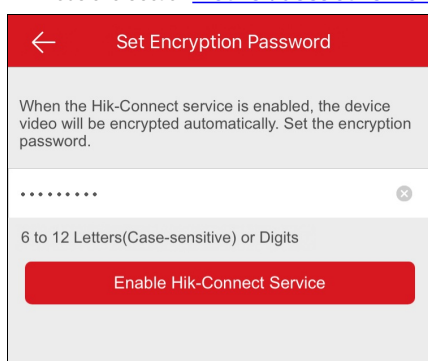 Set Encryption Password
When the Hik-Connect service is enabled, the device
video will be encrypted automatically. Set the encryption
password.
•••••••••
6 to 12 Letters(Case-sensitive) or Digits
Enable Hik-Connect Service